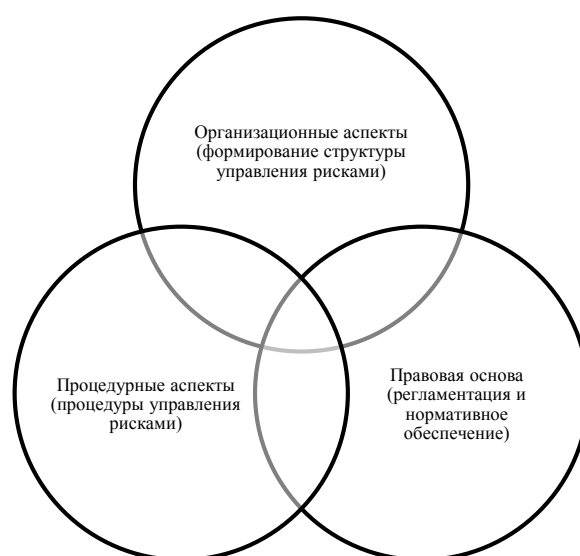 Организационные аспекты
(формирование структуры
управления рисками)
Процедурные аспекты
(процедуры управления
рисками)
Правовая основа
(регламентация и
нормативное
обеспечение)